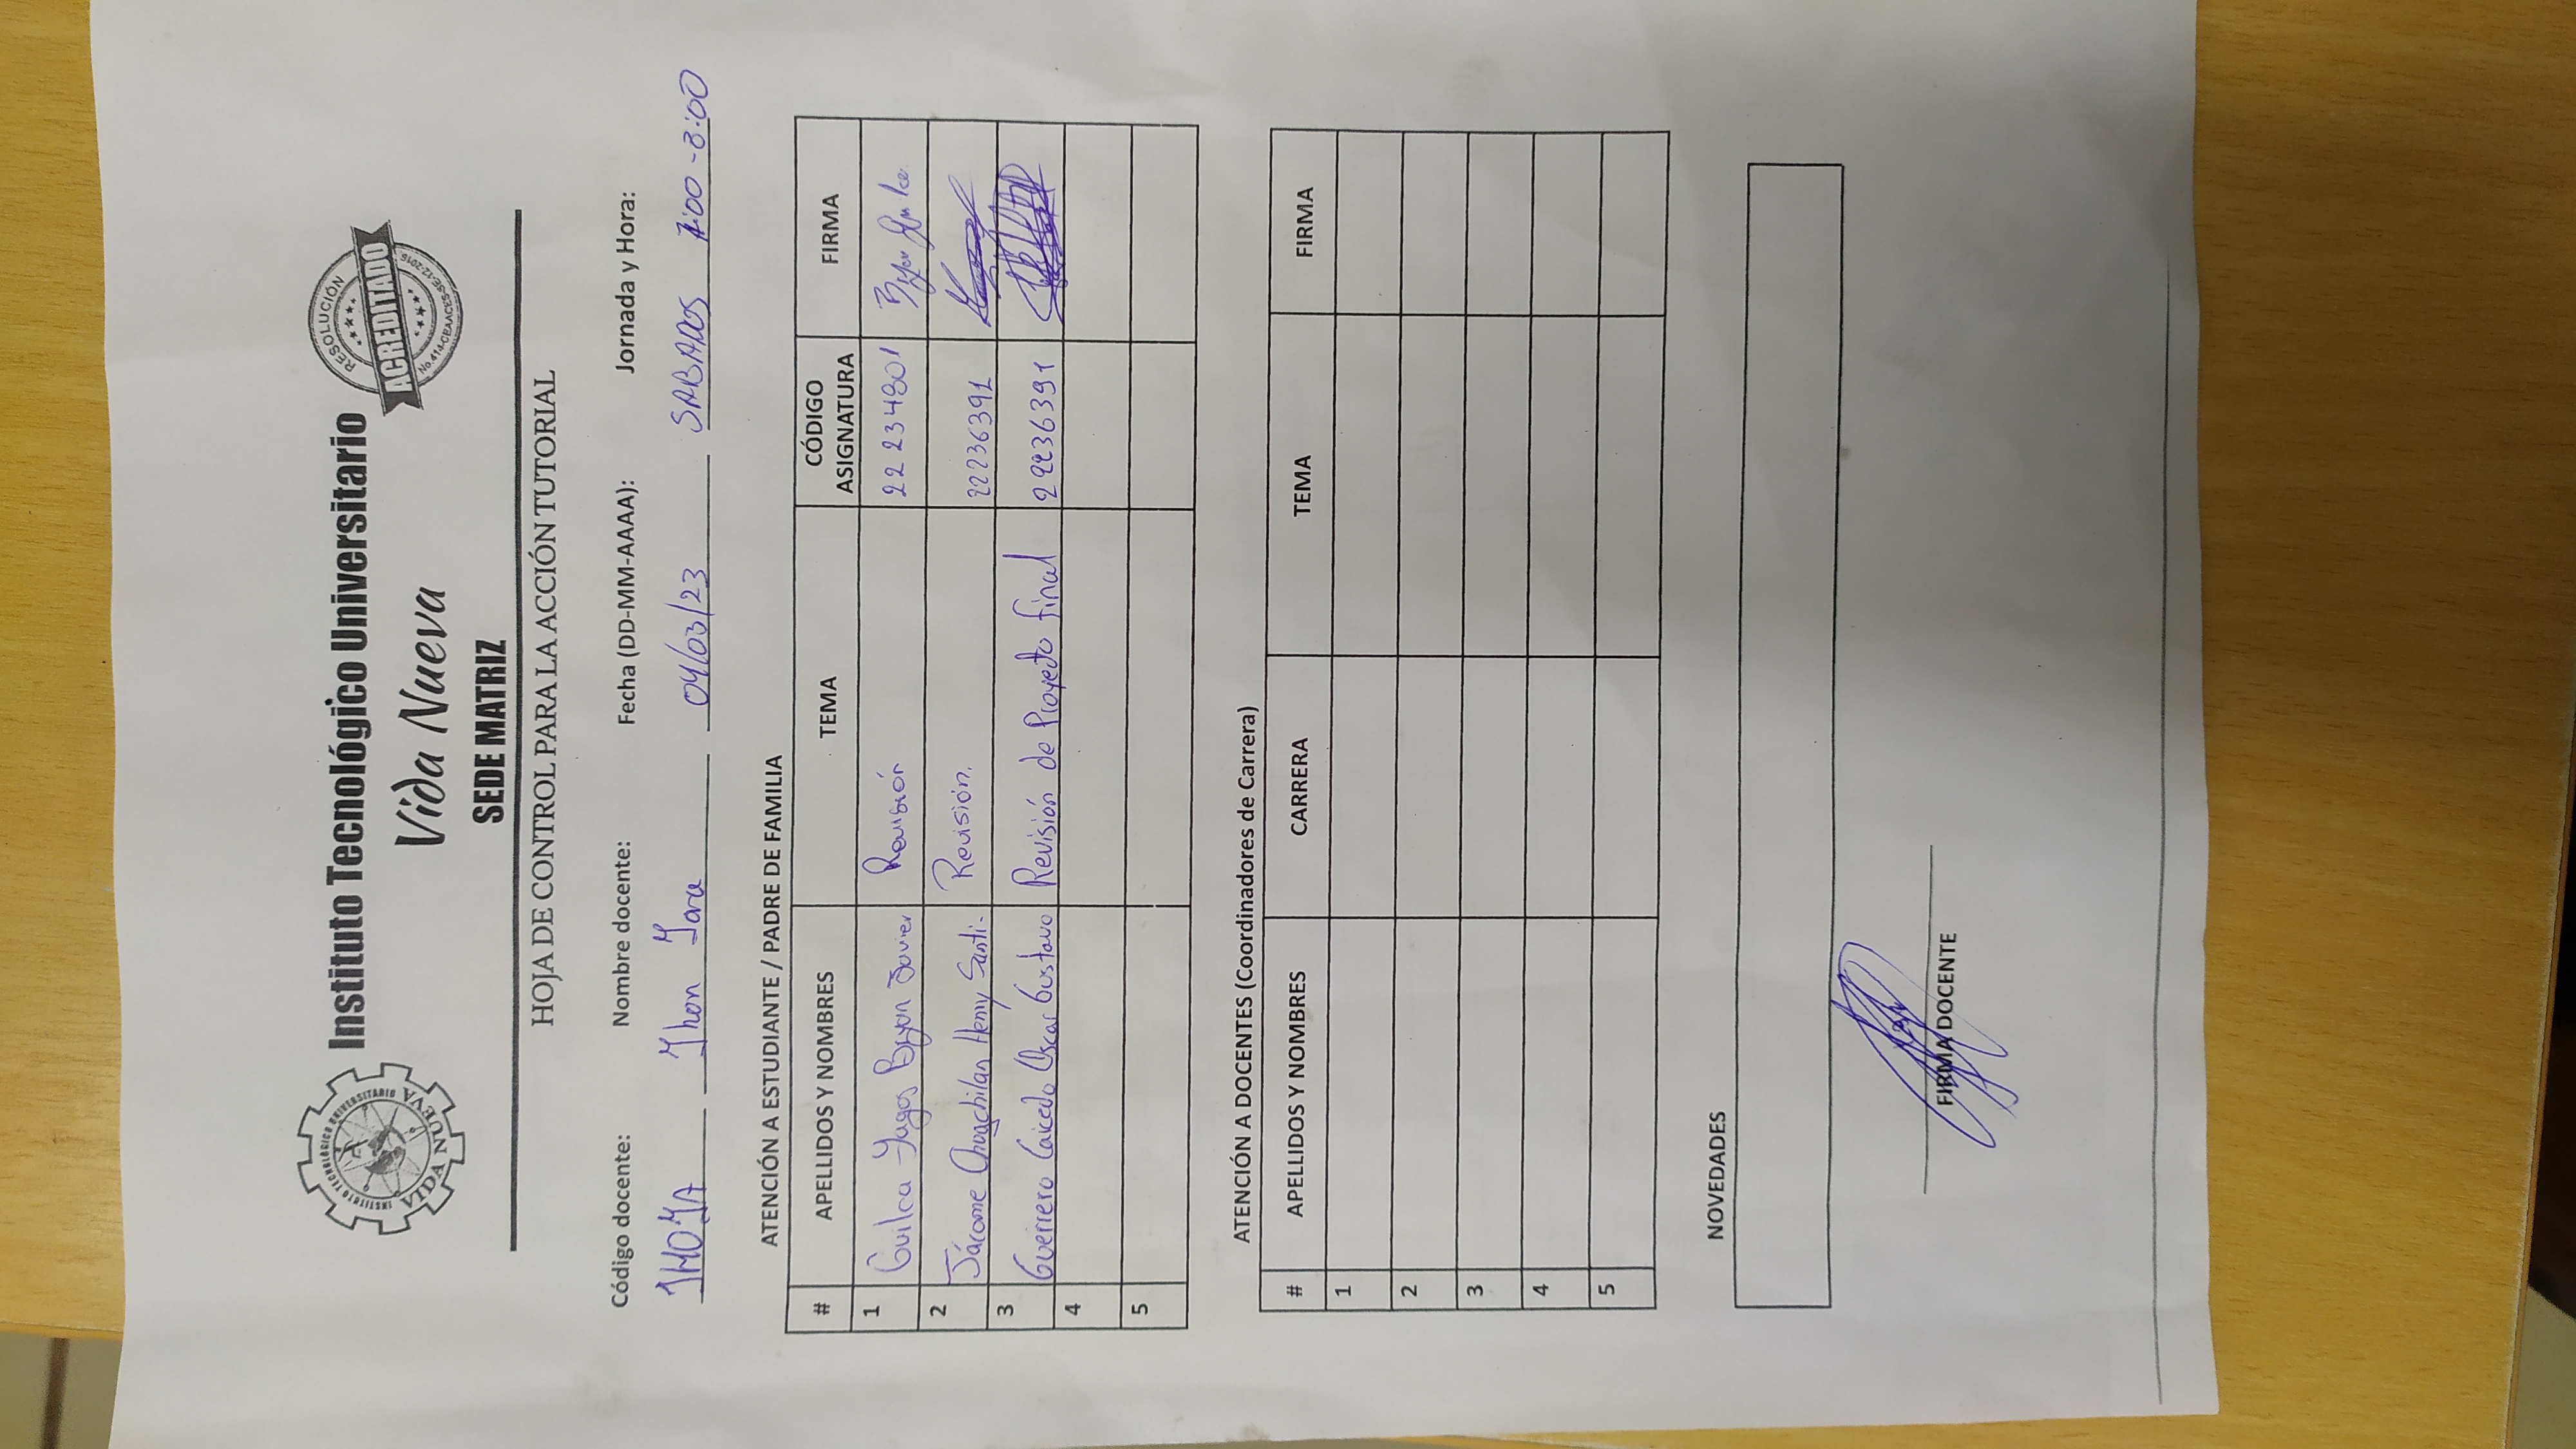 INSTITUTO TECNOLÓGICO UNIVERSITARIO
VIDA NUEVA
Instituto Tecnológico Universitario
Vida Nueva
SEDE MATRIZ
RESOLUCIÓN
ACREDITADO
No.414-CEAACES-SE-12-2016
HOJA DE CONTROL PARA LA ACCIÓN TUTORIAL
Código docente: Nombre docente: Fecha (DD-MM-AAAA): Jornada y Hora:
JHOJA Jhon Jara 04/03/23 SABADOS 7:00 -8:00
ATENCIÓN A ESTUDIANTE / PADRE DE FAMILIA
# APELLIDOS Y NOMBRES TEMA CÓDIGO ASIGNATURA FIRMA
1 Guilca Yagos Bryan Javier Revisión 22234801
2 Jácome Chugchilan Henry Santi- Revisión. 22236391
3 Guerrero Caicedo Oscar Gustavo Revisión de Proyecto final 22236391
4
5
ATENCIÓN A DOCENTES (Coordinadores de Carrera)
# APELLIDOS Y NOMBRES CARRERA TEMA FIRMA
1
2
3
4
5
NOVEDADES
FIRMA DOCENTE